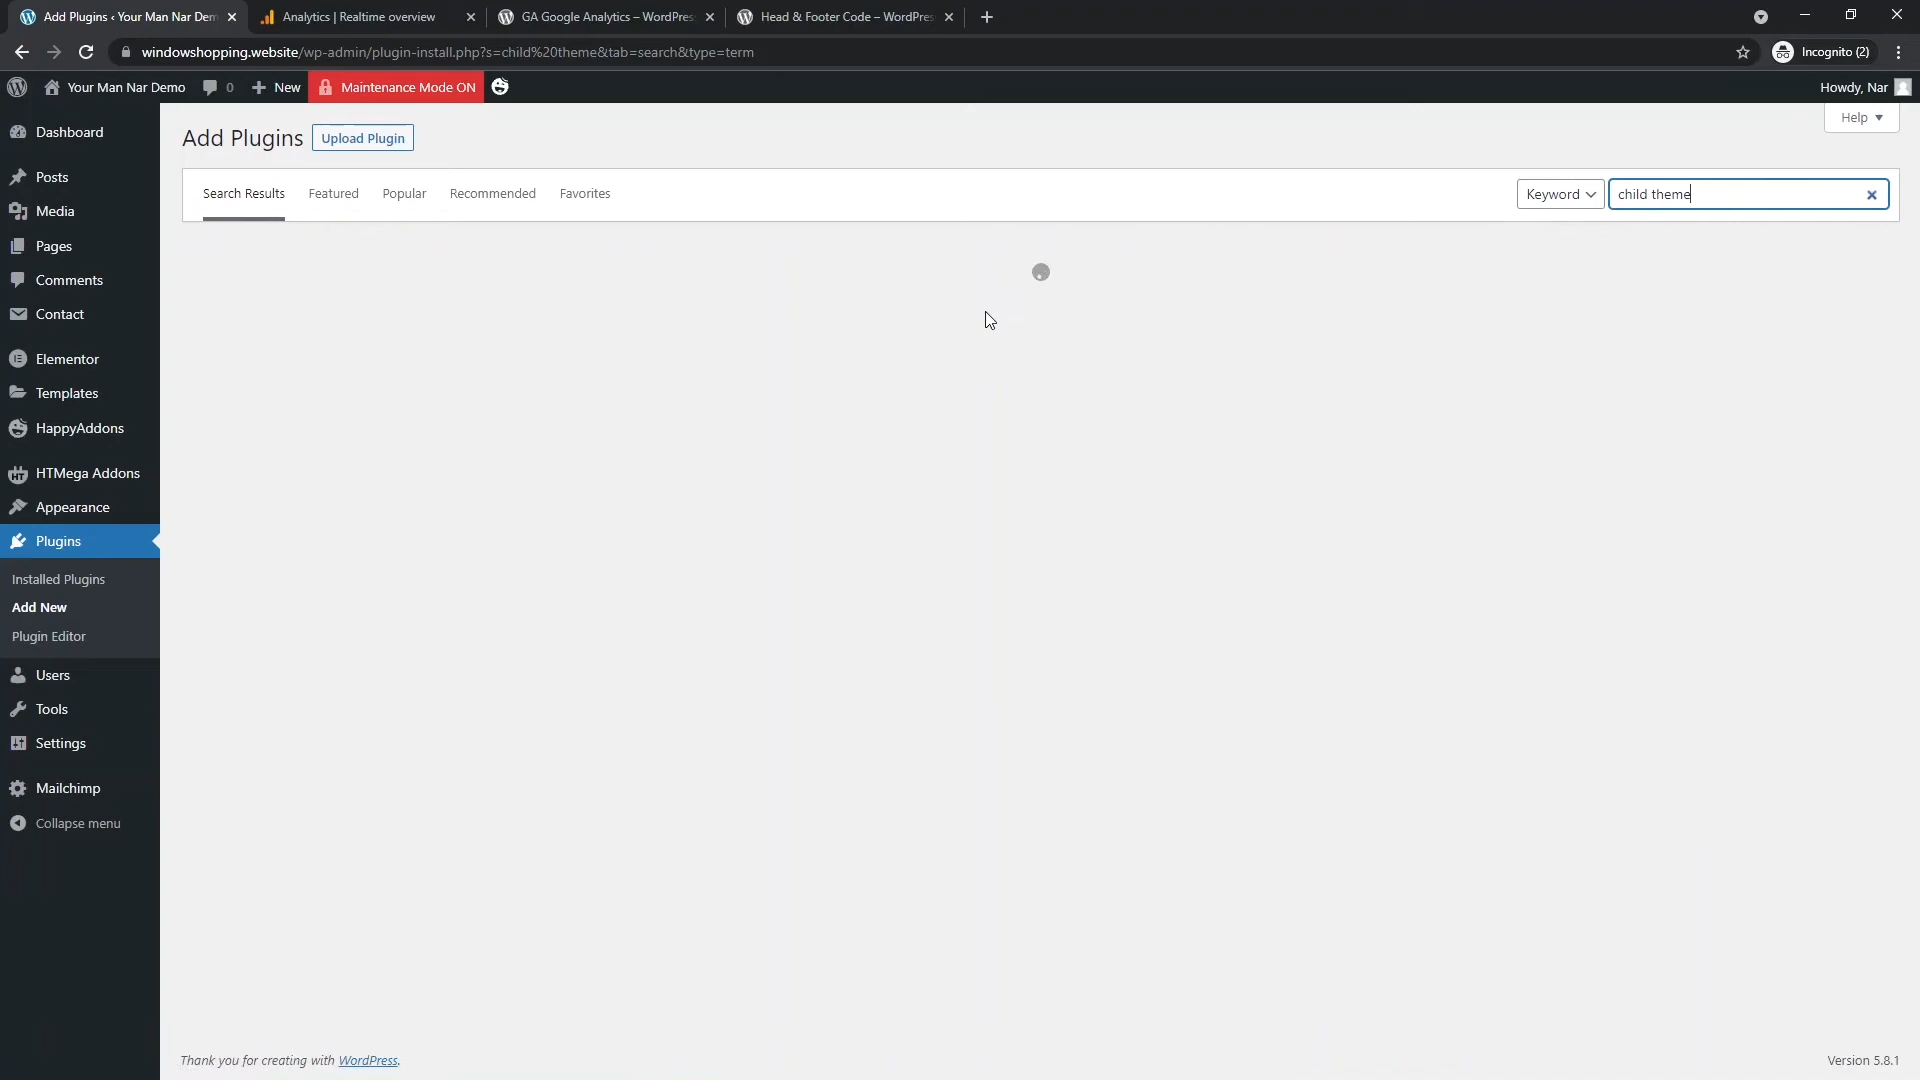 Add Plugins ‹ Your Man Nar Dem
Analytics | Realtime overview
GA Google Analytics – WordPres
Head & Footer Code – WordPres
windowshopping.website/wp-admin/plugin-install.php?s=child%20theme&tab=search&type=term
Incognito (2)
Your Man Nar Demo
0
New
Maintenance Mode ON
Howdy, Nar
Dashboard
Posts
Media
Pages
Comments
Contact
Elementor
Templates
HappyAddons
HTMega Addons
Appearance
Plugins
Installed Plugins
Add New
Plugin Editor
Users
Tools
Settings
Mailchimp
Collapse menu
Help
Add Plugins
Upload Plugin
Search Results
Featured
Popular
Recommended
Favorites
Keyword
child theme
Thank you for creating with WordPress.
Version 5.8.1